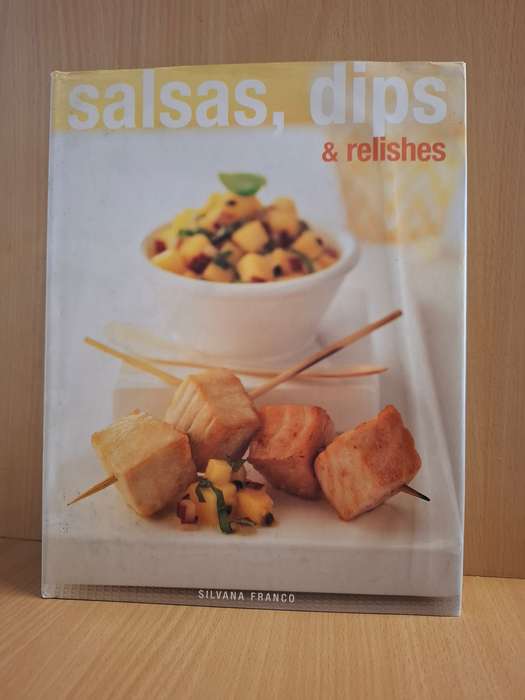 salsas, dips
& relishes
SILVANA FRANCO